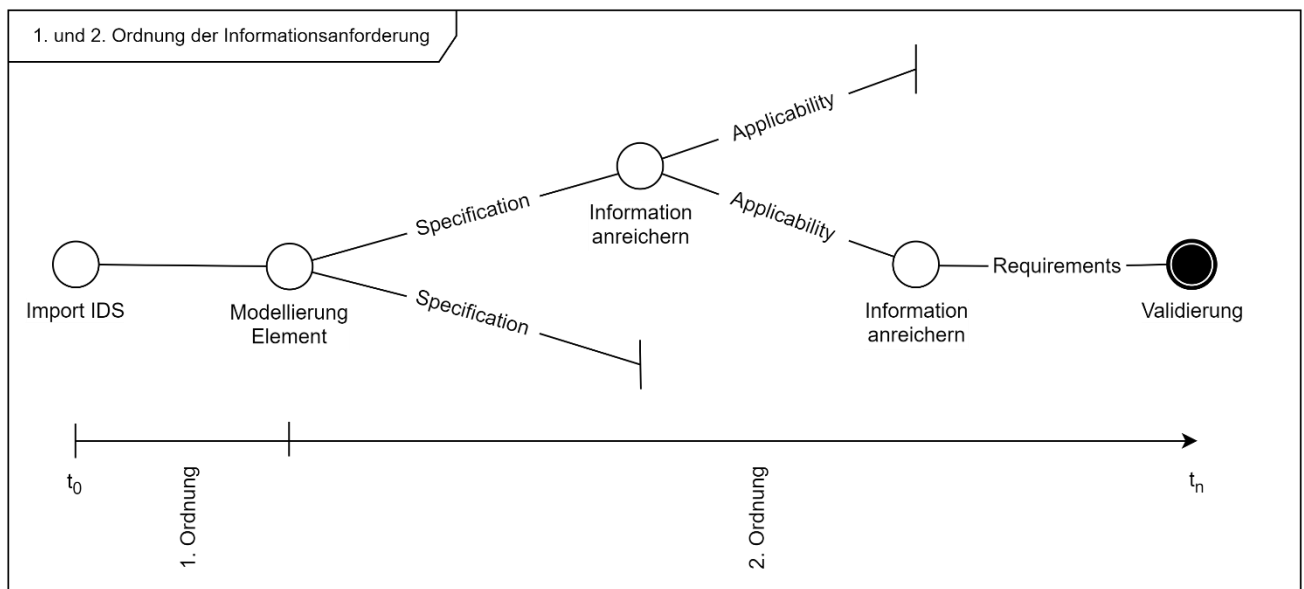 1. und 2. Ordnung der Informationsanforderung
Applicability
Specification
Information
anreichern
Applicability
Import IDS
Modellierung
Element
Specification
Information
anreichern
Requirements
Validierung
t0
1. Ordnung
2. Ordnung
tn